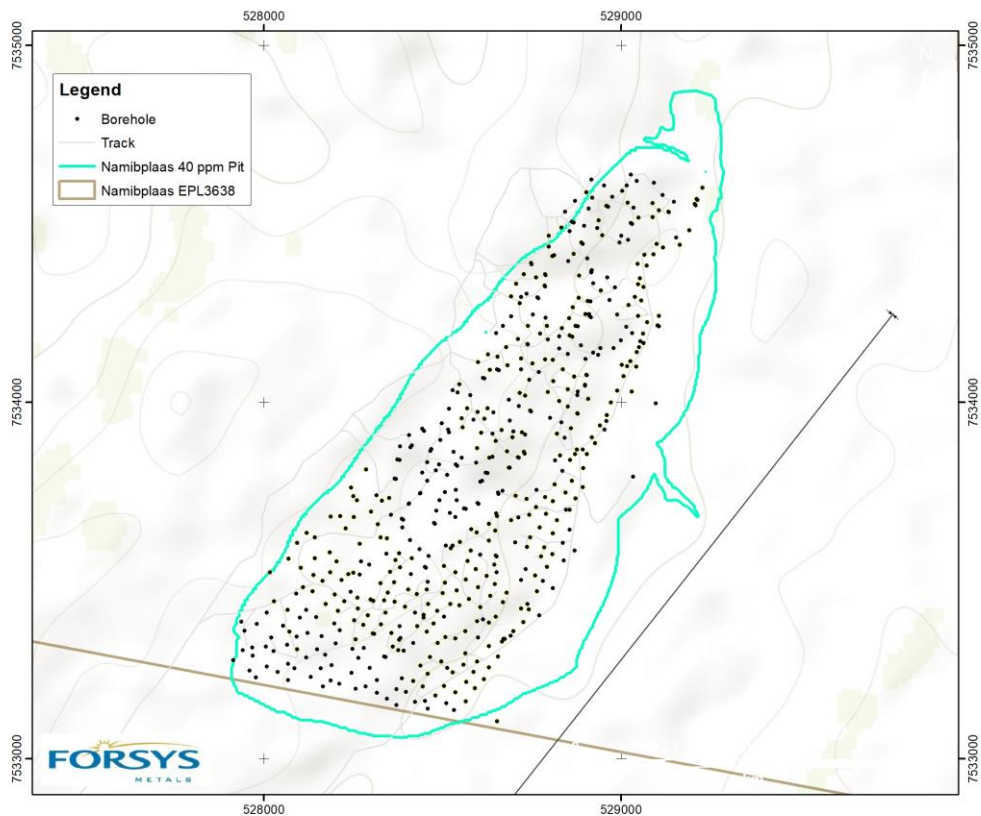 528000
529000
7535000
7535000
N
Legend
Borehole
Track
Namibplaas 40 ppm Pit
Namibplaas EPL3638
7534000
7534000
7533000
7533000
FORSYS
METALS
528000
529000